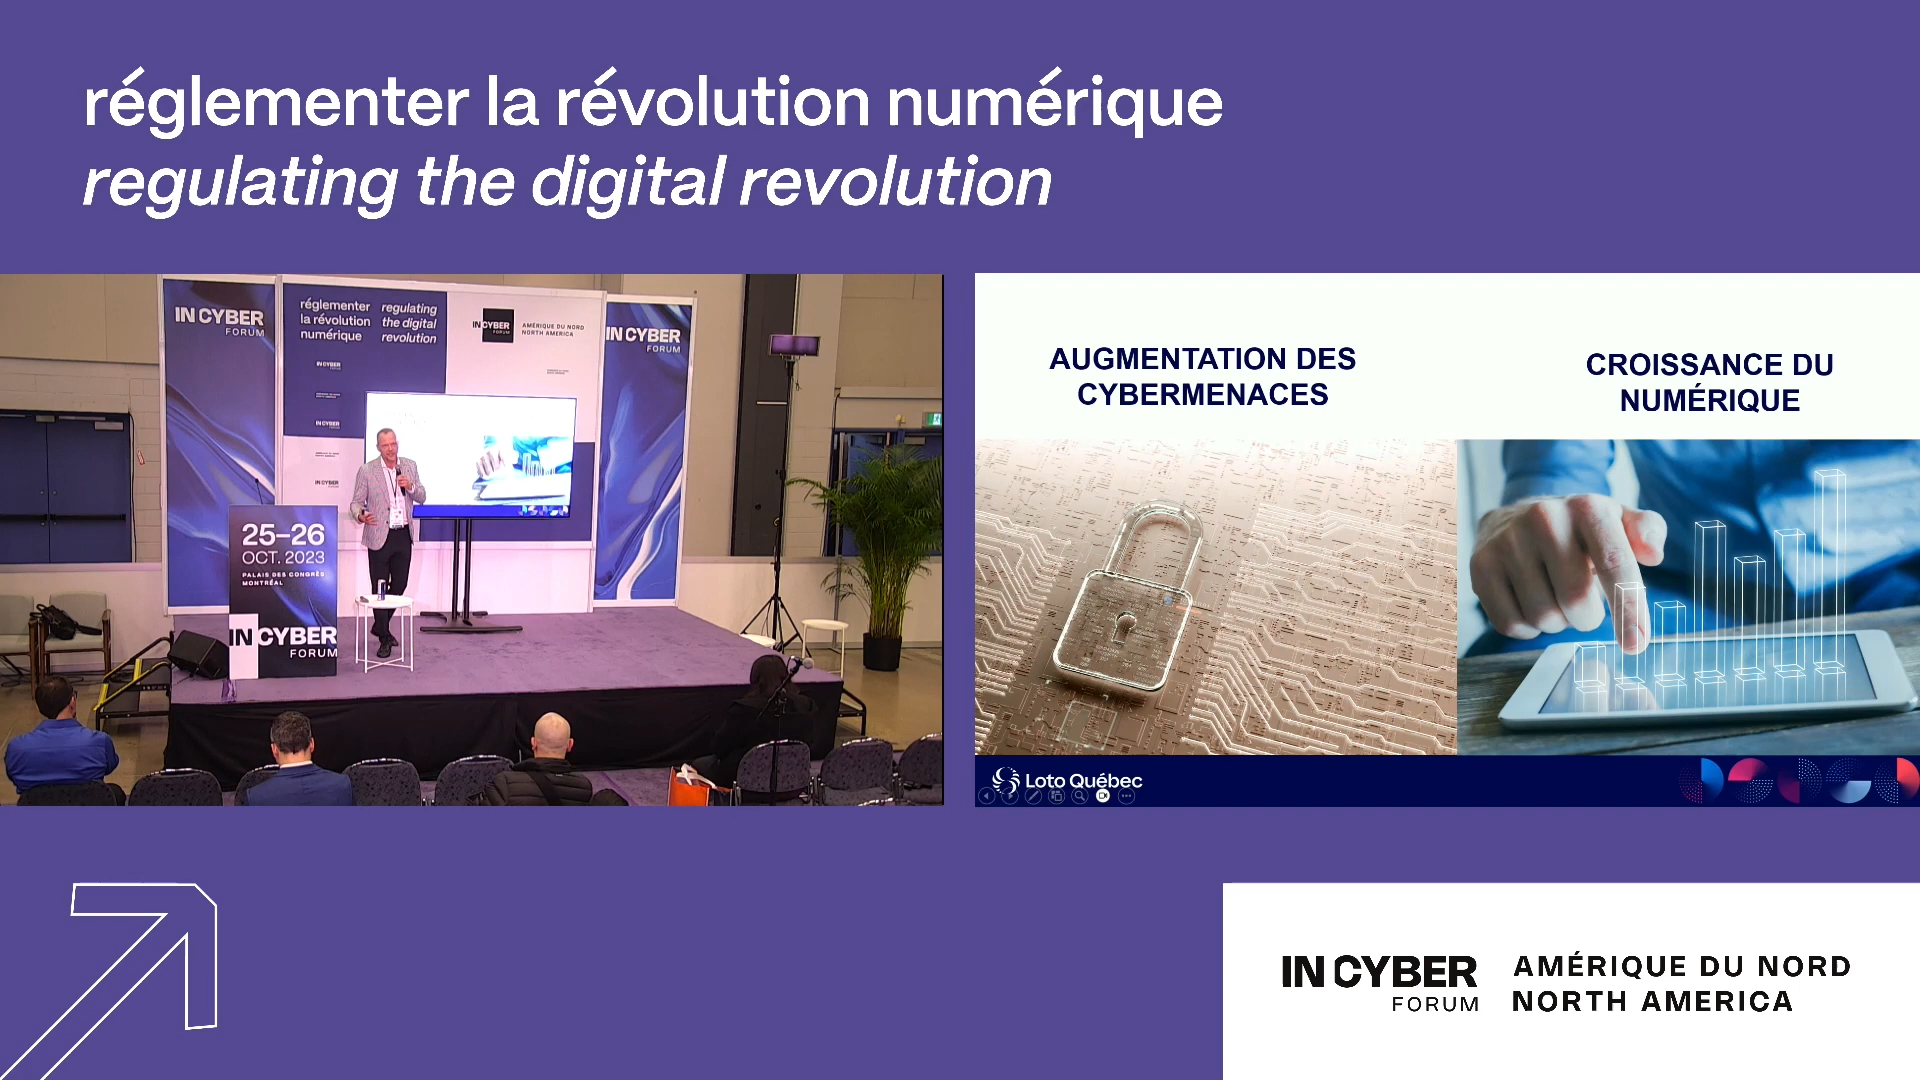 réglementer la révolution numérique
regulating the digital revolution
IN CYBER
FORUM
réglementer
la révolution
numérique
regulating
the digital
revolution
IN CYBER
FORUM
AMÉRIQUE DU NORD
NORTH AMERICA
IN CYBER
FORUM
25–26
OCT. 2023
PALAIS DES CONGRÈS
MONTRÉAL
IN CYBER
FORUM
AUGMENTATION DES
CYBERMENACES
CROISSANCE DU
NUMÉRIQUE
Loto Québec
IN CYBER
FORUM
AMÉRIQUE DU NORD
NORTH AMERICA